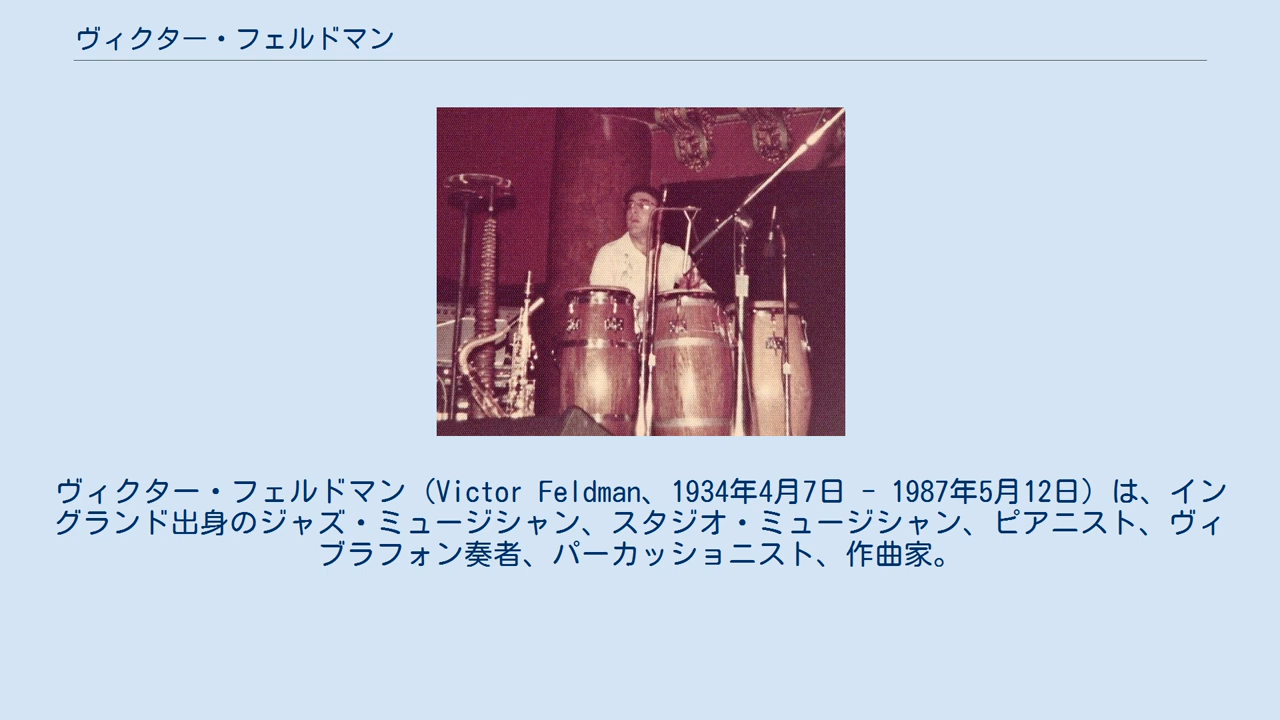 ヴィクター・フェルドマン
ヴィクター・フェルドマン（Victor Feldman、1934年4月7日 - 1987年5月12日）は、イン
グランド出身のジャズ・ミュージシャン、スタジオ・ミュージシャン、ピアニスト、ヴィ
ブラフォン奏者、パーカッショニスト、作曲家。